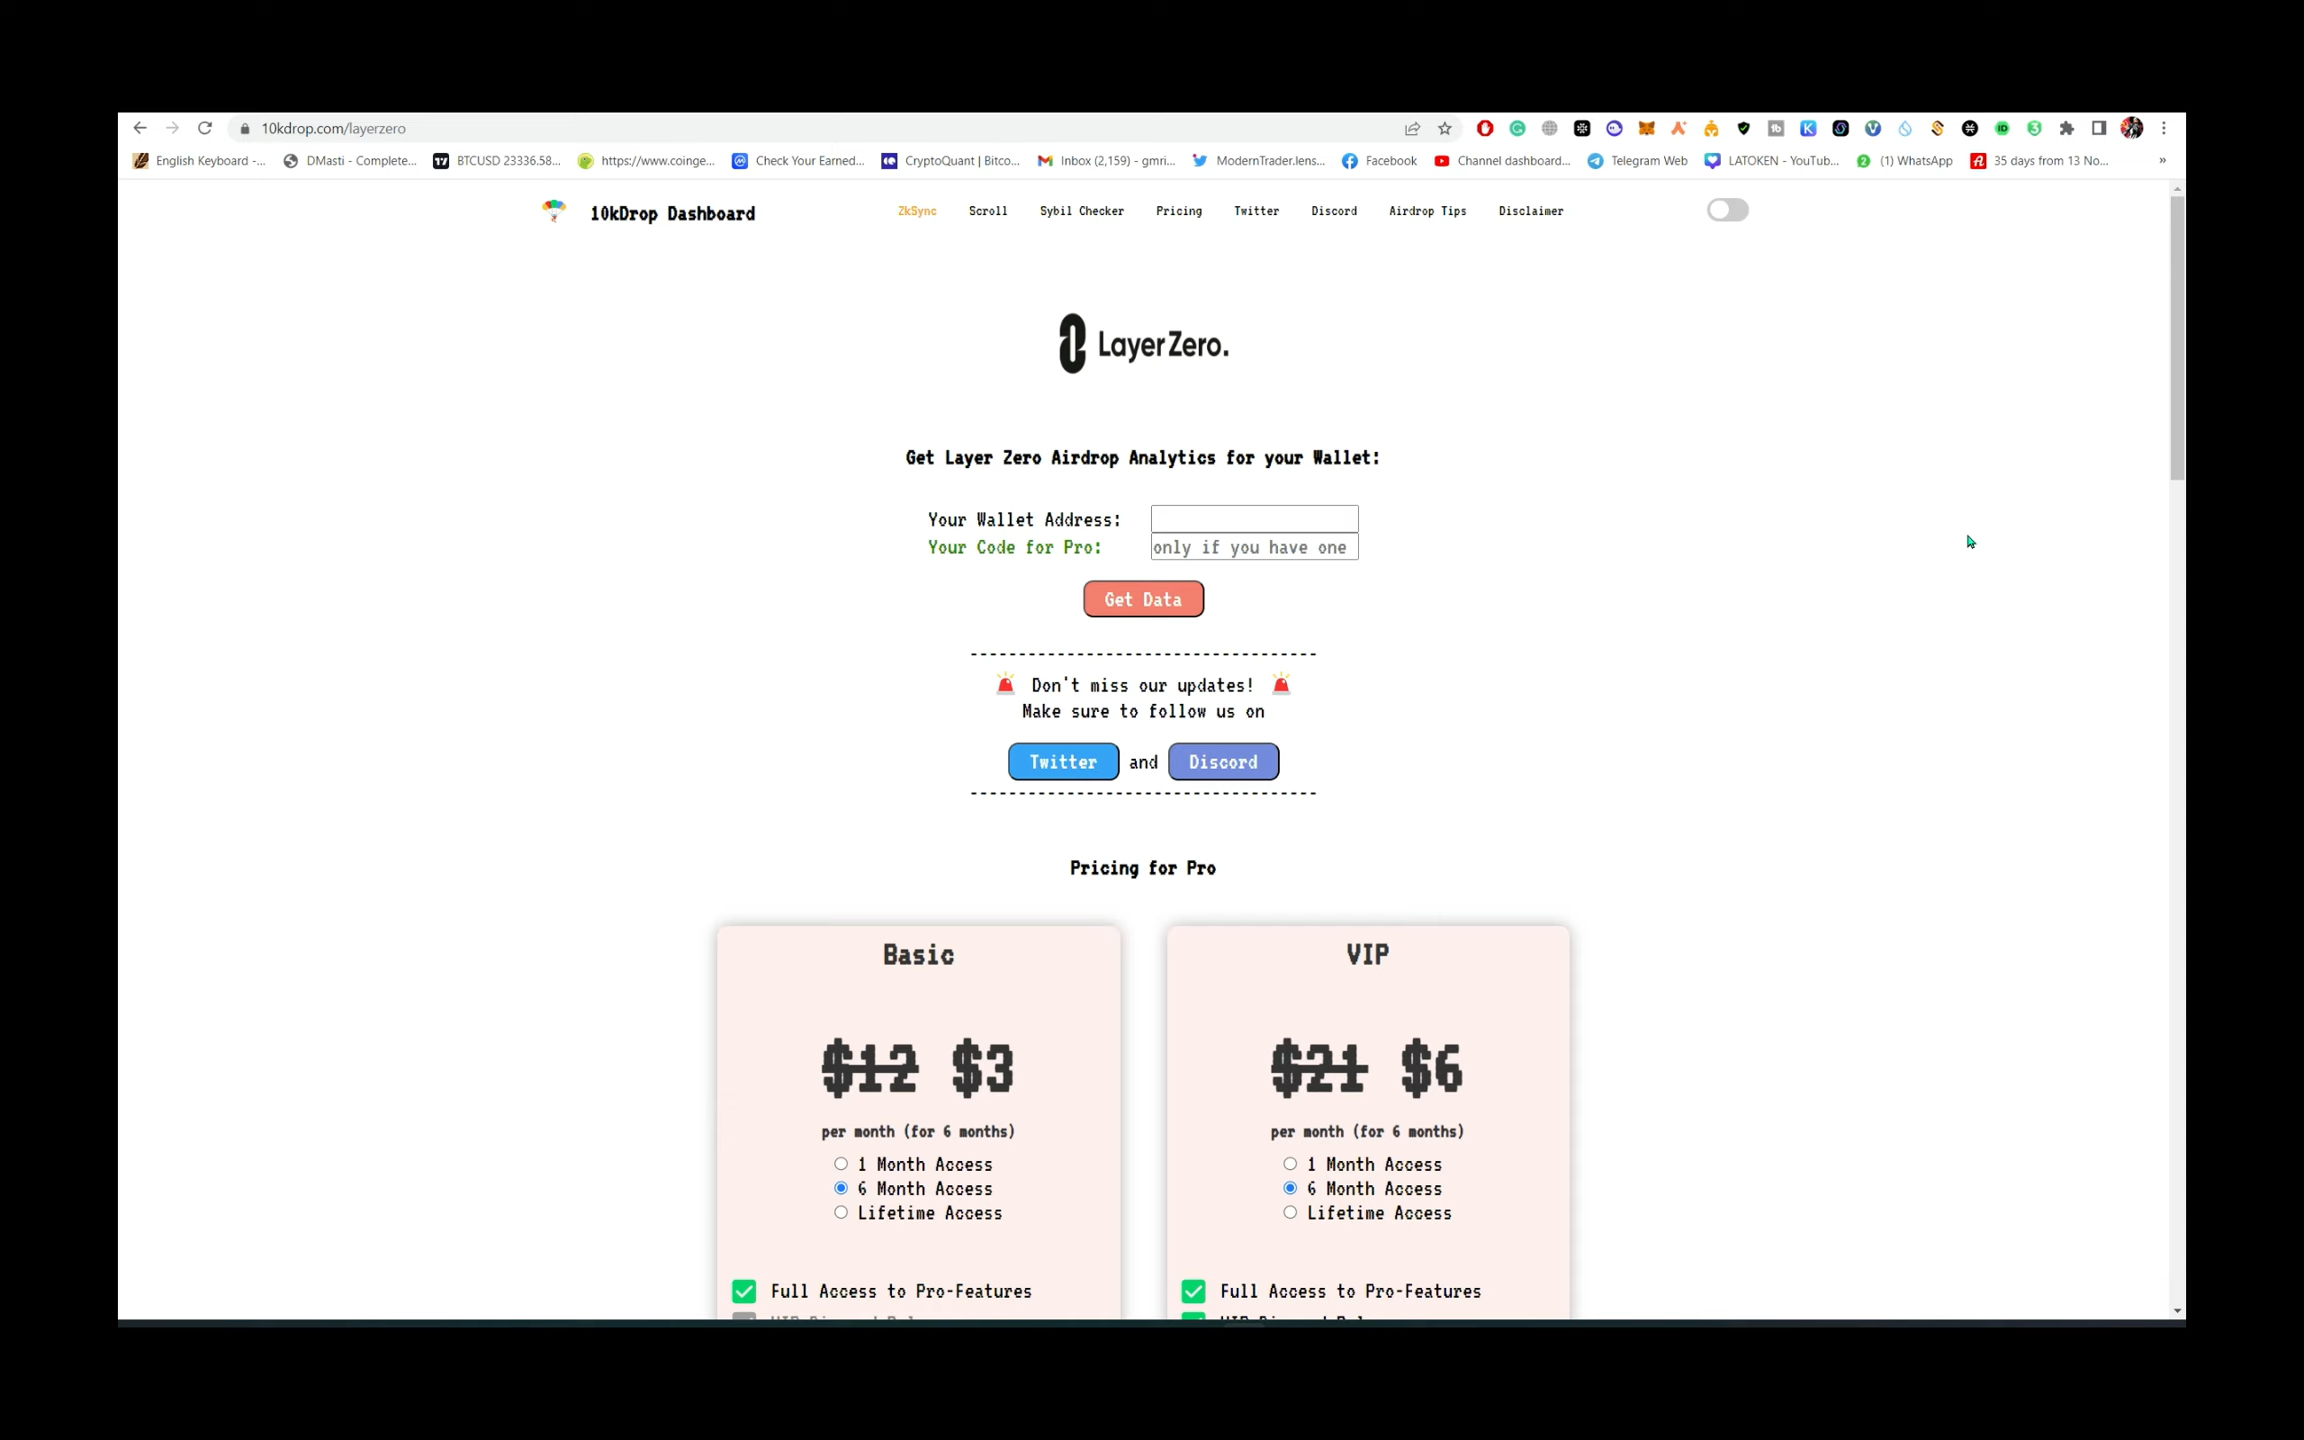 10kdrop.com/layerzero
English Keyboard -... DMasti - Complete... BTCUSD 23336.58... https://www.coinge... Check Your Earned... CryptoQuant | Bitco... Inbox (2,159) - gmri... ModernTrader.lens... Facebook Channel dashboard... Telegram Web LATOKEN - YouTub... (1) WhatsApp 35 days from 13 No... »
10kDrop Dashboard ZkSync Scroll Sybil Checker Pricing Twitter Discord Airdrop Tips Disclaimer
LayerZero.
Get Layer Zero Airdrop Analytics for your Wallet:
Your Wallet Address:
Your Code for Pro: only if you have one
Get Data
-----------------------------------
Don't miss our updates!
Make sure to follow us on
Twitter and Discord
-----------------------------------
Pricing for Pro
Basic
$12 $3
per month (for 6 months)
1 Month Access
6 Month Access
Lifetime Access
Full Access to Pro-Features
VIP
$21 $6
per month (for 6 months)
1 Month Access
6 Month Access
Lifetime Access
Full Access to Pro-Features